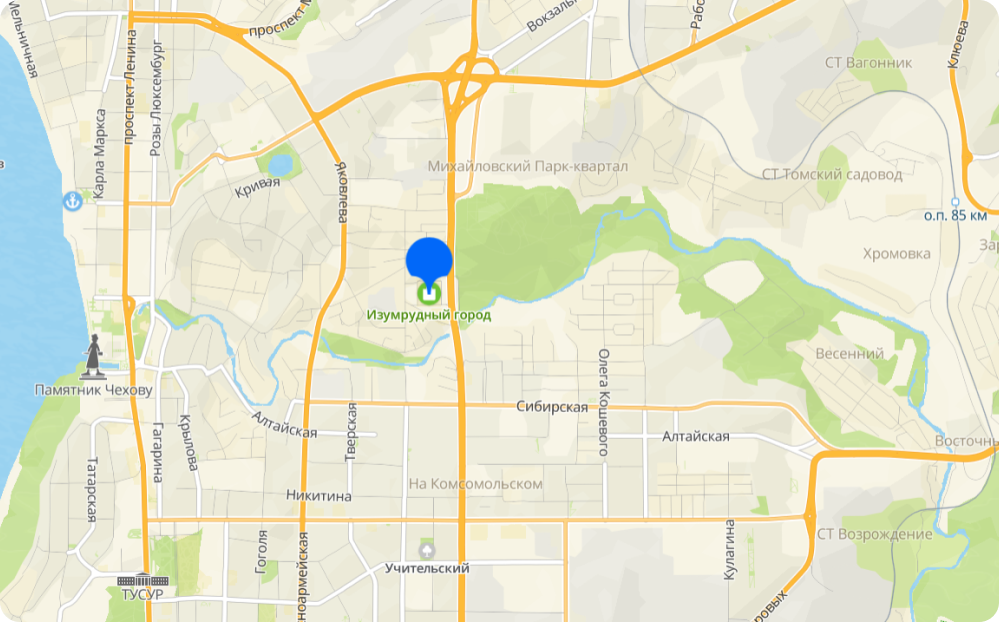 Мельничная
проспект М
Вокзаль
Рабо
Клюева
проспект Ленина
Розы Люксембург
Карла Маркса
СТ Вагонник
Михайловский Парк-квартал
СТ Томский садовод
Кривая
Яковлева
о.п. 85 км
Хромовка
Зар
Изумрудный город
Памятник Чехову
Весенний
Олега Кошевого
Сибирская
Алтайская
Тверская
Алтайская
Восточны
Крылова
Гагарина
Татарская
На Комсомольском
Никитина
СТ Возрождение
Гоголя
ноармейская
Учительский
Кулагина
ТУСУР
ровых